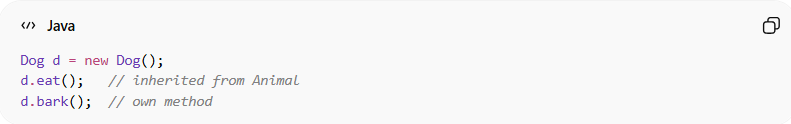 </> Java
Dog d = new Dog();
d.eat();   // inherited from Animal
d.bark();  // own method